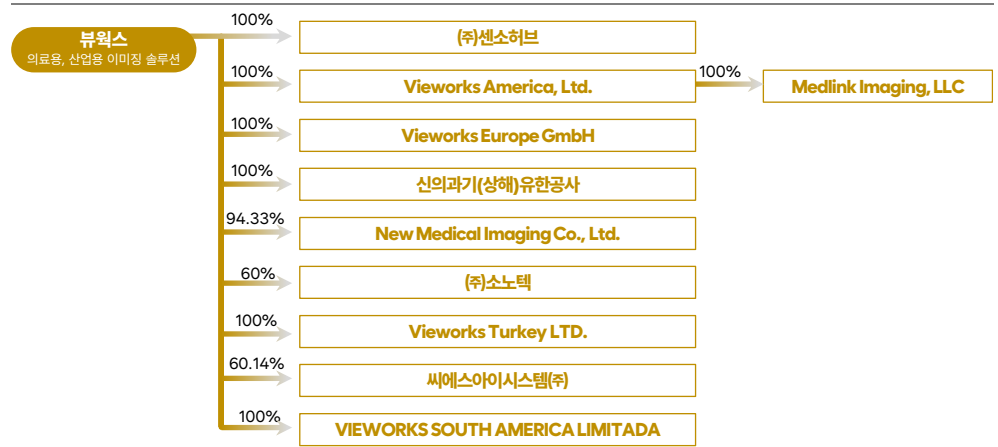 뷰웍스
의료용, 산업용 이미징 솔루션
100%
(주)센소허브
100%
Vieworks America, Ltd.
100%
Medlink Imaging, LLC
100%
Vieworks Europe GmbH
100%
신의과기(상해)유한공사
94.33%
New Medical Imaging Co., Ltd.
60%
(주)소노텍
100%
Vieworks Turkey LTD.
60.14%
씨에스아이시스템(주)
100%
VIEWORKS SOUTH AMERICA LIMITADA